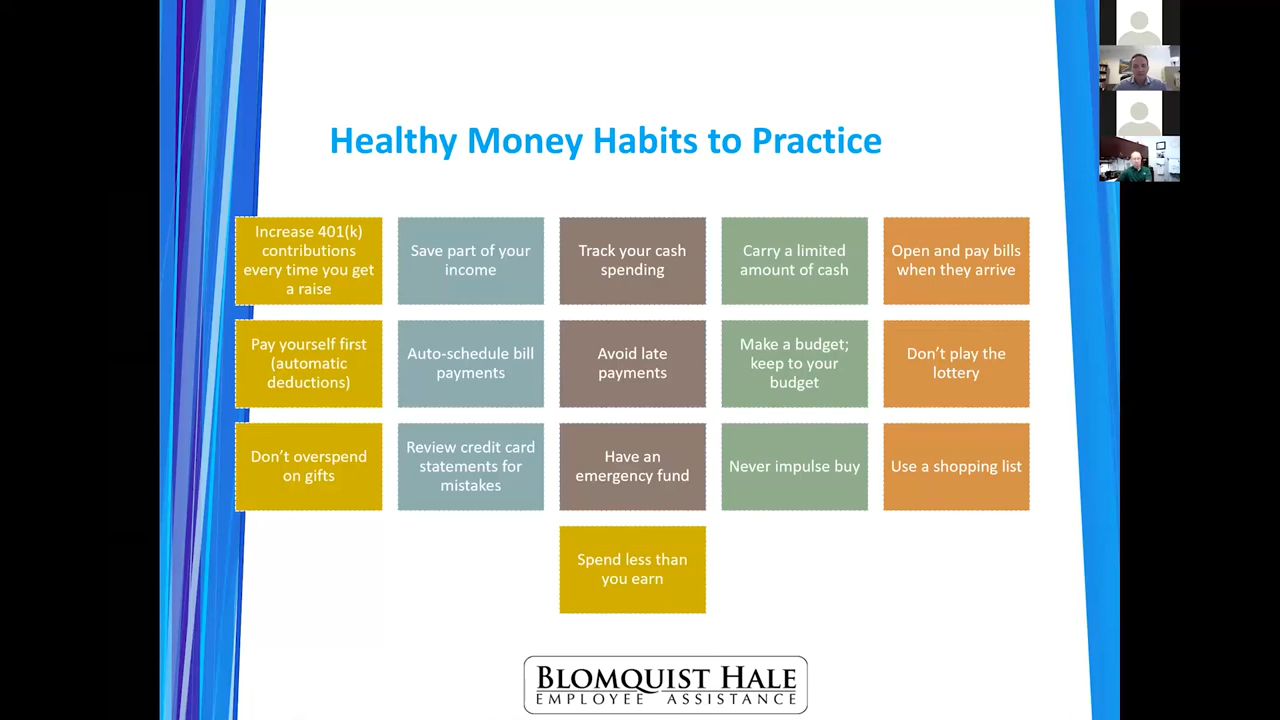 Healthy Money Habits to Practice
Increase 401(k)
contributions
every time you get
a raise
Save part of your
income
Track your cash
spending
Carry a limited
amount of cash
Open and pay bills
when they arrive
Pay yourself first
(automatic
deductions)
Auto-schedule bill
payments
Avoid late
payments
Make a budget;
keep to your
budget
Don’t play the
lottery
Don’t overspend
on gifts
Review credit card
statements for
mistakes
Have an
emergency fund
Never impulse buy
Use a shopping list
Spend less than
you earn
BLOMQUIST HALE
EMPLOYEE ASSISTANCE